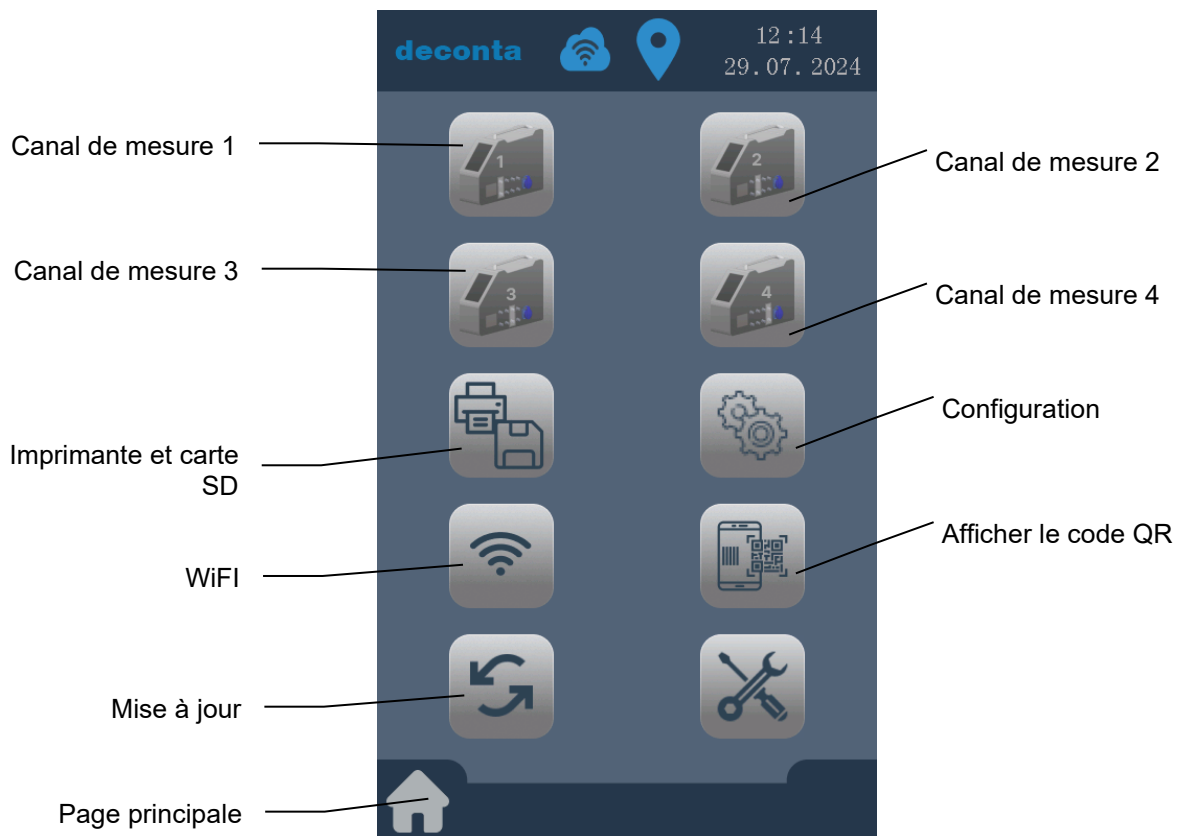 deconta
12:14
29.07.2024
Canal de mesure 1
1
2
Canal de mesure 2
Canal de mesure 3
3
4
Canal de mesure 4
Imprimante et carte
SD
Configuration
WiFI
Afficher le code QR
Mise à jour
Page principale